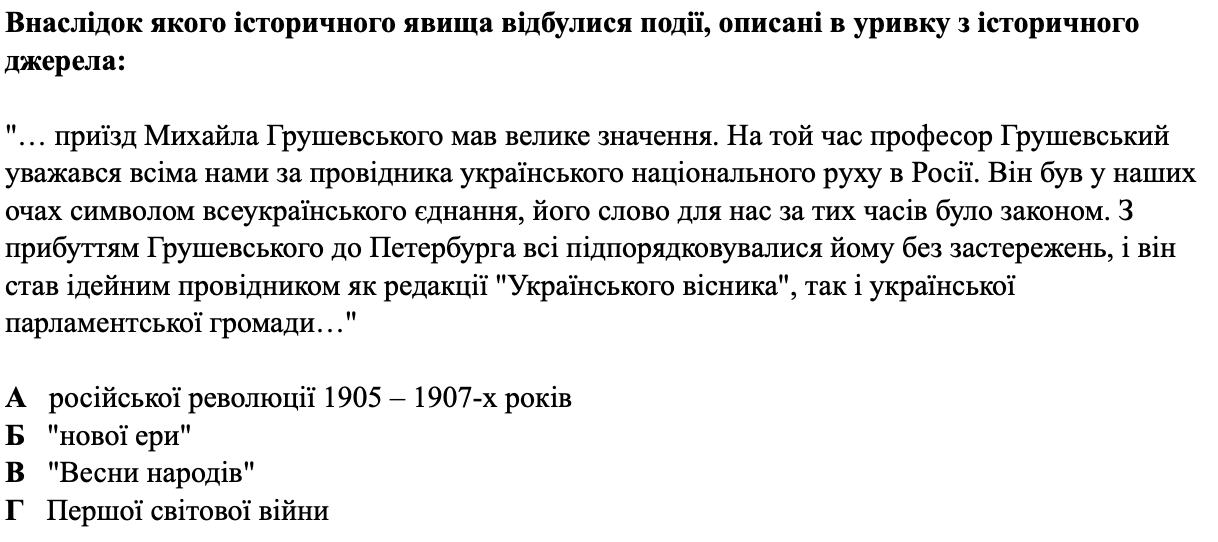 Внаслідок якого історичного явища відбулися події, описані в уривку з історичного
джерела:
"… приїзд Михайла Грушевського мав велике значення. На той час професор Грушевський
уважався всіма нами за провідника українського національного руху в Росії. Він був у наших
очах символом всеукраїнського єднання, його слово для нас за тих часів було законом. З
прибуттям Грушевського до Петербурга всі підпорядковувалися йому без застережень, і він
став ідейним провідником як редакції "Українського вісника", так і української
парламентської громади…"
А російської революції 1905 – 1907-х років
Б "нової ери"
В "Весни народів"
Г Першої світової війни